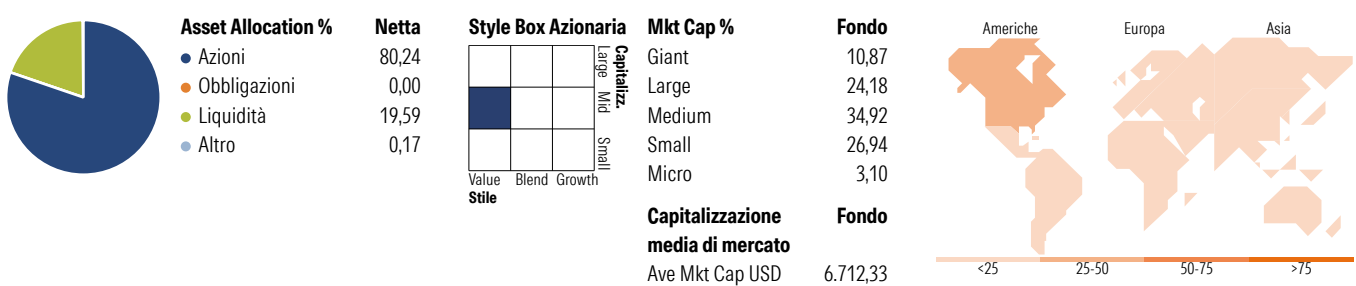 Asset Allocation % Netta
Azioni 80,24
Obbligazioni 0,00
Liquidità 19,59
Altro 0,17
Style Box Azionaria
Capitalizz.
Large Mid Small
Value Blend Growth
Stile
Mkt Cap % Fondo
Giant 10,87
Large 24,18
Medium 34,92
Small 26,94
Micro 3,10
Capitalizzazione Fondo
media di mercato
Ave Mkt Cap USD 6.712,33
Americhe Europa Asia
<25 25-50 50-75 >75